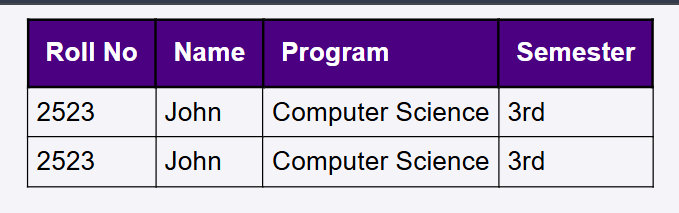 Roll No Name Program Semester
2523 John Computer Science 3rd
2523 John Computer Science 3rd